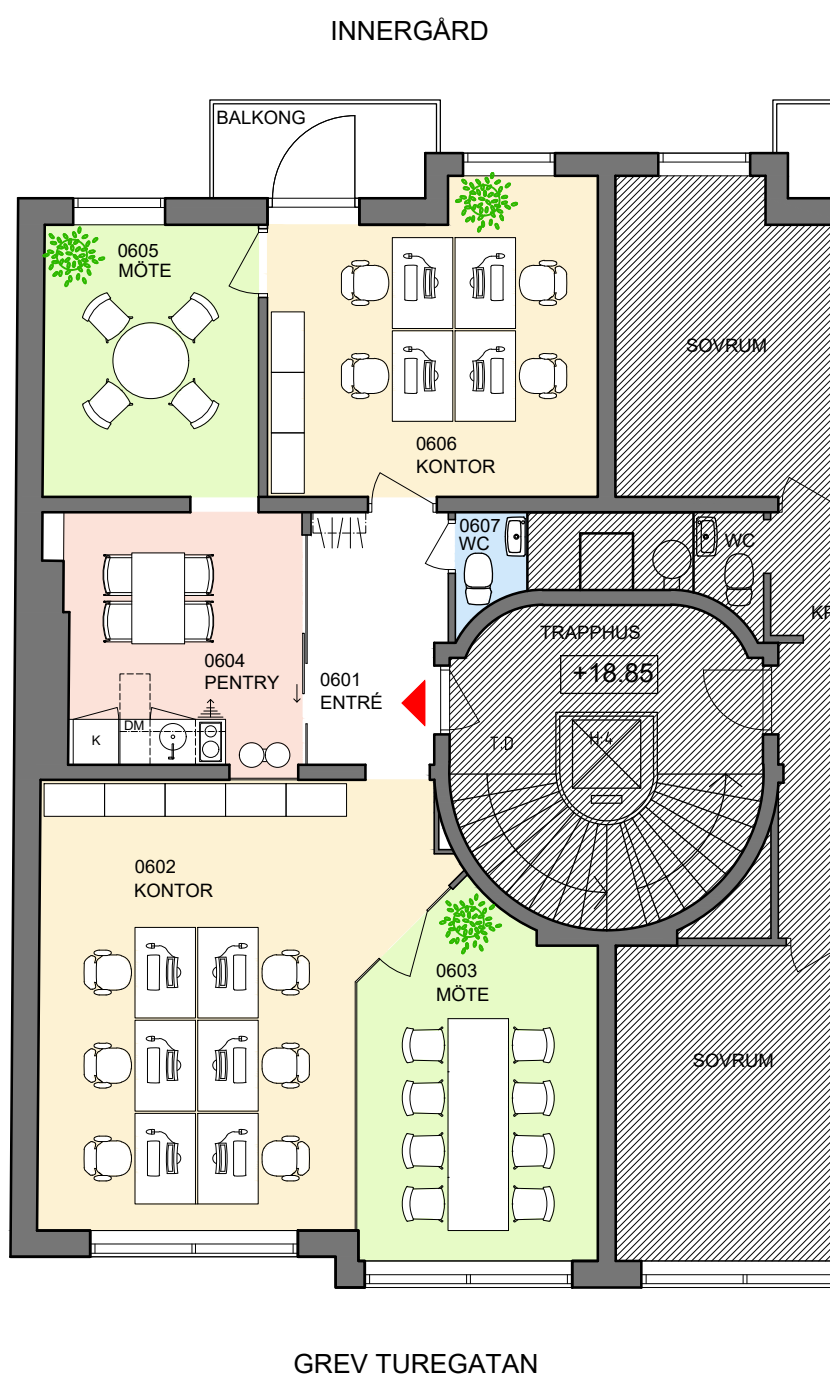 INNERGÅRD
BALKONG
0605
MÖTE
SOVRUM
0606
KONTOR
0607
WC
WC
TRAPPHUS
+18.85
0604
PENTRY
0601
ENTRÉ
T:D
H:4
K
DM
0602
KONTOR
0603
MÖTE
SOVRUM
GREV TUREGATAN